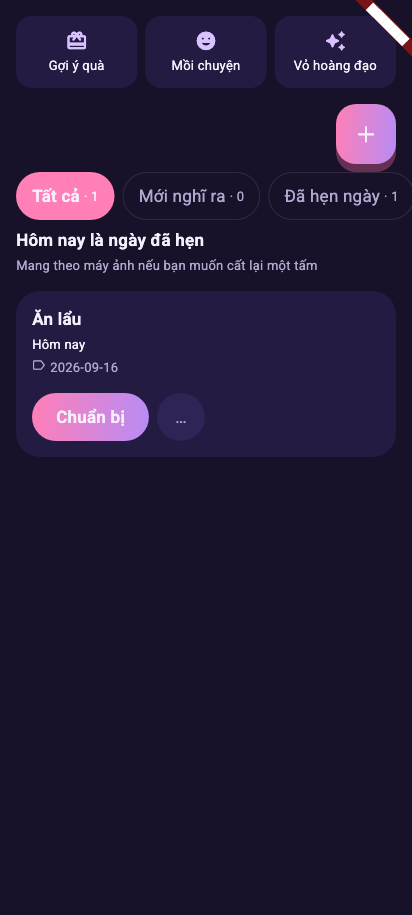 Gợi ý quà
Mồi chuyện
Vỏ hoàng đạo
Tất cả · 1
Mới nghĩ ra · 0
Đã hẹn ngày · 1
Hôm nay là ngày đã hẹn
Mang theo máy ảnh nếu bạn muốn cất lại một tấm
Ăn lẩu
Hôm nay
2026-09-16
Chuẩn bị
...